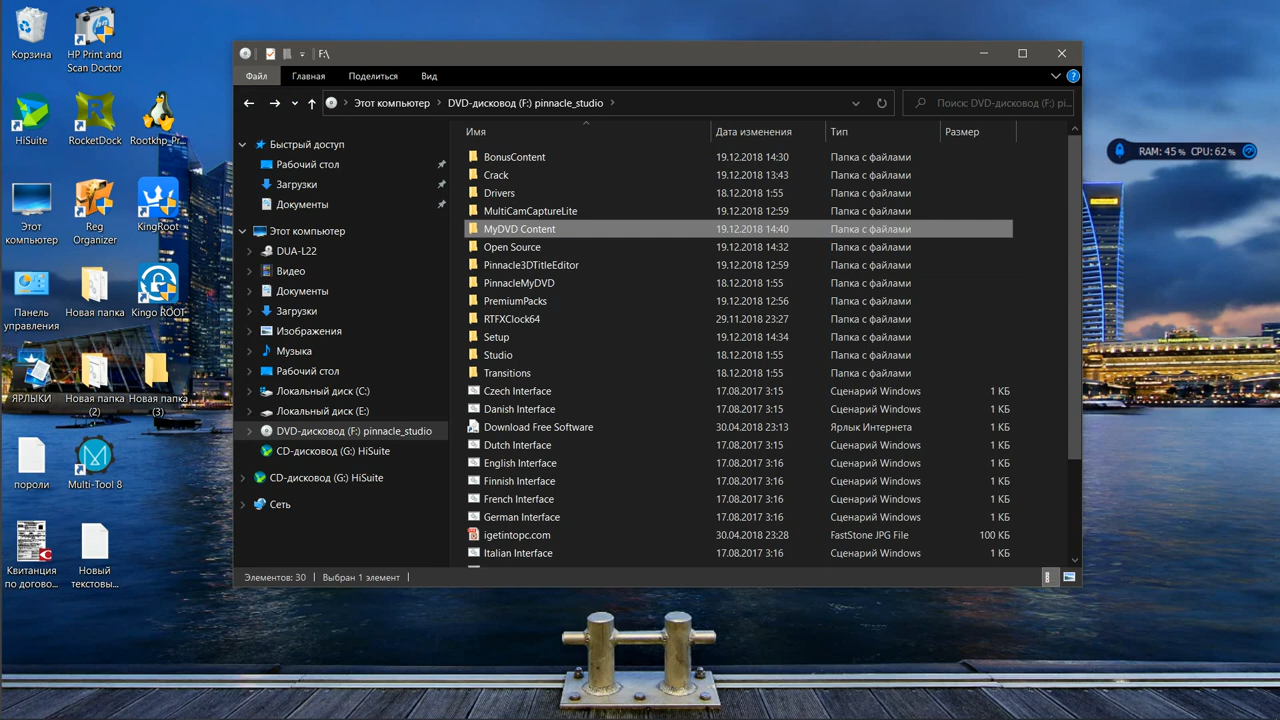 Корзина
HP Print and
Scan Doctor
HiSuite
RocketDock
Rootkhp_Pr...
Этот
компьютер
Reg
Organizer
KingRoot
Панель
управления
Новая папка
Kingo ROOT
ЯРЛЫКИ
Новая папка
(2)
Новая папка
(3)
пороли
Multi-Tool 8
Квитанция
по догово...
Новый
текстовы...
F:\
Файл
Главная
Поделиться
Вид
Этот компьютер
DVD-дисковод (F:) pinnacle_studio
Поиск: DVD-дисковод (F:) pi...
Быстрый доступ
Рабочий стол
Загрузки
Документы
Этот компьютер
DUA-L22
Видео
Документы
Загрузки
Изображения
Музыка
Рабочий стол
Локальный диск (C:)
Локальный диск (E:)
DVD-дисковод (F:) pinnacle_studio
CD-дисковод (G:) HiSuite
CD-дисковод (G:) HiSuite
Сеть
Имя Дата изменения Тип Размер
BonusContent 19.12.2018 14:30 Папка с файлами
Crack 19.12.2018 13:43 Папка с файлами
Drivers 18.12.2018 1:55 Папка с файлами
MultiCamCaptureLite 19.12.2018 12:59 Папка с файлами
MyDVD Content 19.12.2018 14:40 Папка с файлами
Open Source 19.12.2018 14:32 Папка с файлами
Pinnacle3DTitleEditor 19.12.2018 12:59 Папка с файлами
PinnacleMyDVD 18.12.2018 1:55 Папка с файлами
PremiumPacks 19.12.2018 12:56 Папка с файлами
RTFXClock64 29.11.2018 23:27 Папка с файлами
Setup 19.12.2018 14:34 Папка с файлами
Studio 18.12.2018 1:55 Папка с файлами
Transitions 18.12.2018 1:55 Папка с файлами
Czech Interface 17.08.2017 3:15 Сценарий Windows 1 КБ
Danish Interface 17.08.2017 3:15 Сценарий Windows 1 КБ
Download Free Software 30.04.2018 23:13 Ярлык Интернета 1 КБ
Dutch Interface 17.08.2017 3:15 Сценарий Windows 1 КБ
English Interface 17.08.2017 3:16 Сценарий Windows 1 КБ
Finnish Interface 17.08.2017 3:16 Сценарий Windows 1 КБ
French Interface 17.08.2017 3:16 Сценарий Windows 1 КБ
German Interface 17.08.2017 3:16 Сценарий Windows 1 КБ
igetintopc.com 30.04.2018 23:28 FastStone JPG File 100 КБ
Italian Interface 17.08.2017 3:16 Сценарий Windows 1 КБ
Элементов: 30
Выбран 1 элемент
RAM: 45% CPU: 62%